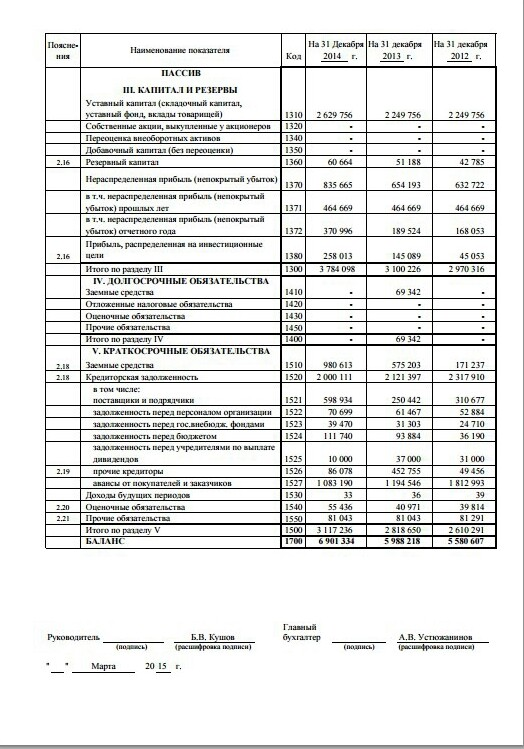 Поясне- Наименование показателя Код На 31 Декабря На 31 декабря На 31 декабря
ния 2014 г. 2013 г. 2012 г.
ПАССИВ
III. КАПИТАЛ И РЕЗЕРВЫ
Уставный капитал (складочный капитал,
уставный фонд, вклады товарищей) 1310 2 629 756 2 249 756 2 249 756
Собственные акции, выкупленные у акционеров 1320 - - -
Переоценка внеоборотных активов 1340 - - -
Добавочный капитал (без переоценки) 1350 - - -
2.16 Резервный капитал 1360 60 664 51 188 42 785
Нераспределенная прибыль (непокрытый убыток) 1370 835 665 654 193 632 722
в т.ч. нераспределенная прибыль (непокрытый
убыток) прошлых лет 1371 464 669 464 669 464 669
в т.ч. нераспределенная прибыль (непокрытый
убыток) отчетного года 1372 370 996 189 524 168 053
Прибыль, распределенная на инвестиционные
2.16 цели 1380 258 013 145 089 45 053
Итого по разделу III 1300 3 784 098 3 100 226 2 970 316
IV. ДОЛГОСРОЧНЫЕ ОБЯЗАТЕЛЬСТВА
Заемные средства 1410 - 69 342 -
Отложенные налоговые обязательства 1420 - - -
Оценочные обязательства 1430 - - -
Прочие обязательства 1450 - - -
Итого по разделу IV 1400 - 69 342 -
V. КРАТКОСРОЧНЫЕ ОБЯЗАТЕЛЬСТВА
2.18 Заемные средства 1510 980 613 575 203 171 237
2.18 Кредиторская задолженность 1520 2 000 111 2 121 397 2 317 910
в том числе:
поставщики и подрядчики 1521 598 934 250 442 310 677
задолженность перед персоналом организации 1522 70 699 61 467 52 884
задолженность перед гос.внебюдж. фондами 1523 39 470 31 303 24 710
задолженность перед бюджетом 1524 111 740 93 884 36 190
задолженность перед учредителями по выплате
дивидендов 1525 10 000 37 000 31 000
2.19 прочие кредиторы 1526 86 078 452 755 49 456
авансы от покупателей и заказчиков 1527 1 083 190 1 194 546 1 812 993
Доходы будущих периодов 1530 33 36 39
2.20 Оценочные обязательства 1540 55 436 40 971 39 814
2.21 Прочие обязательства 1550 81 043 81 043 81 291
Итого по разделу V 1500 3 117 236 2 818 650 2 610 291
БАЛАНС 1700 6 901 334 5 988 218 5 580 607
Руководитель Б.В. Кушов Главный бухгалтер А.В. Устюжанинов
(подпись) (расшифровка подписи) (подпись) (расшифровка подписи)
" " Марта 20 15 г.